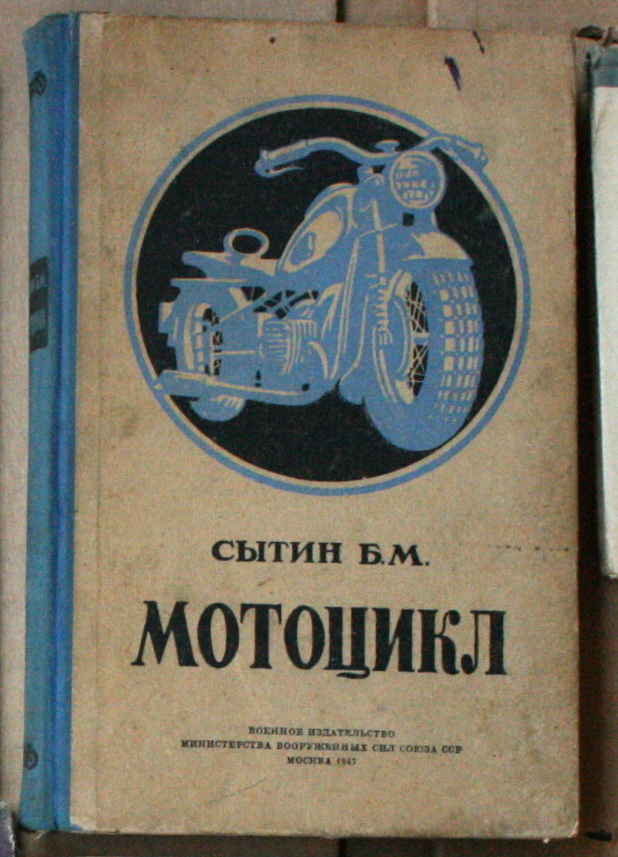 СЫТИН Б.М.
МОТОЦИКЛ
ВОЕННОЕ ИЗДАТЕЛЬСТВО
МИНИСТЕРСТВА ВООРУЖЕННЫХ СИЛ СОЮЗА ССР
МОСКВА 1947